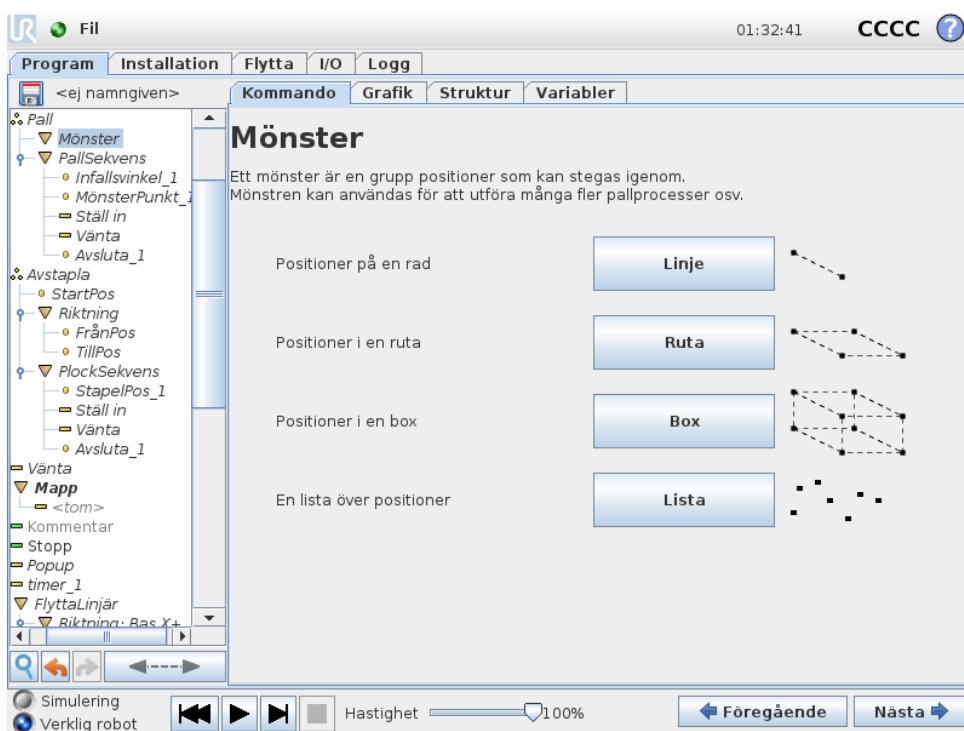 UR Fil 01:32:41 CCCC ?
Program Installation Flytta I/O Logg
<ej namngiven>
Kommando Grafik Struktur Variabler
Pall
Mönster
PallSekvens
Infallsvinkel_1
MönsterPunkt_1
Ställ in
Vänta
Avsluta_1
Avstapla
StartPos
Riktning
FrånPos
TillPos
PlockSekvens
StapelPos_1
Ställ in
Vänta
Avsluta_1
Vänta
Mapp
<tom>
Kommentar
Stopp
Popup
timer_1
FlyttaLinjär
Riktning: Bas X+
Mönster
Ett mönster är en grupp positioner som kan stegas igenom.
Mönstren kan användas för att utföra många fler pallprocesser osv.
Positioner på en rad Linje
Positioner i en ruta Ruta
Positioner i en box Box
En lista över positioner Lista
Simulering
Verklig robot
Hastighet 100%
Föregående Nästa